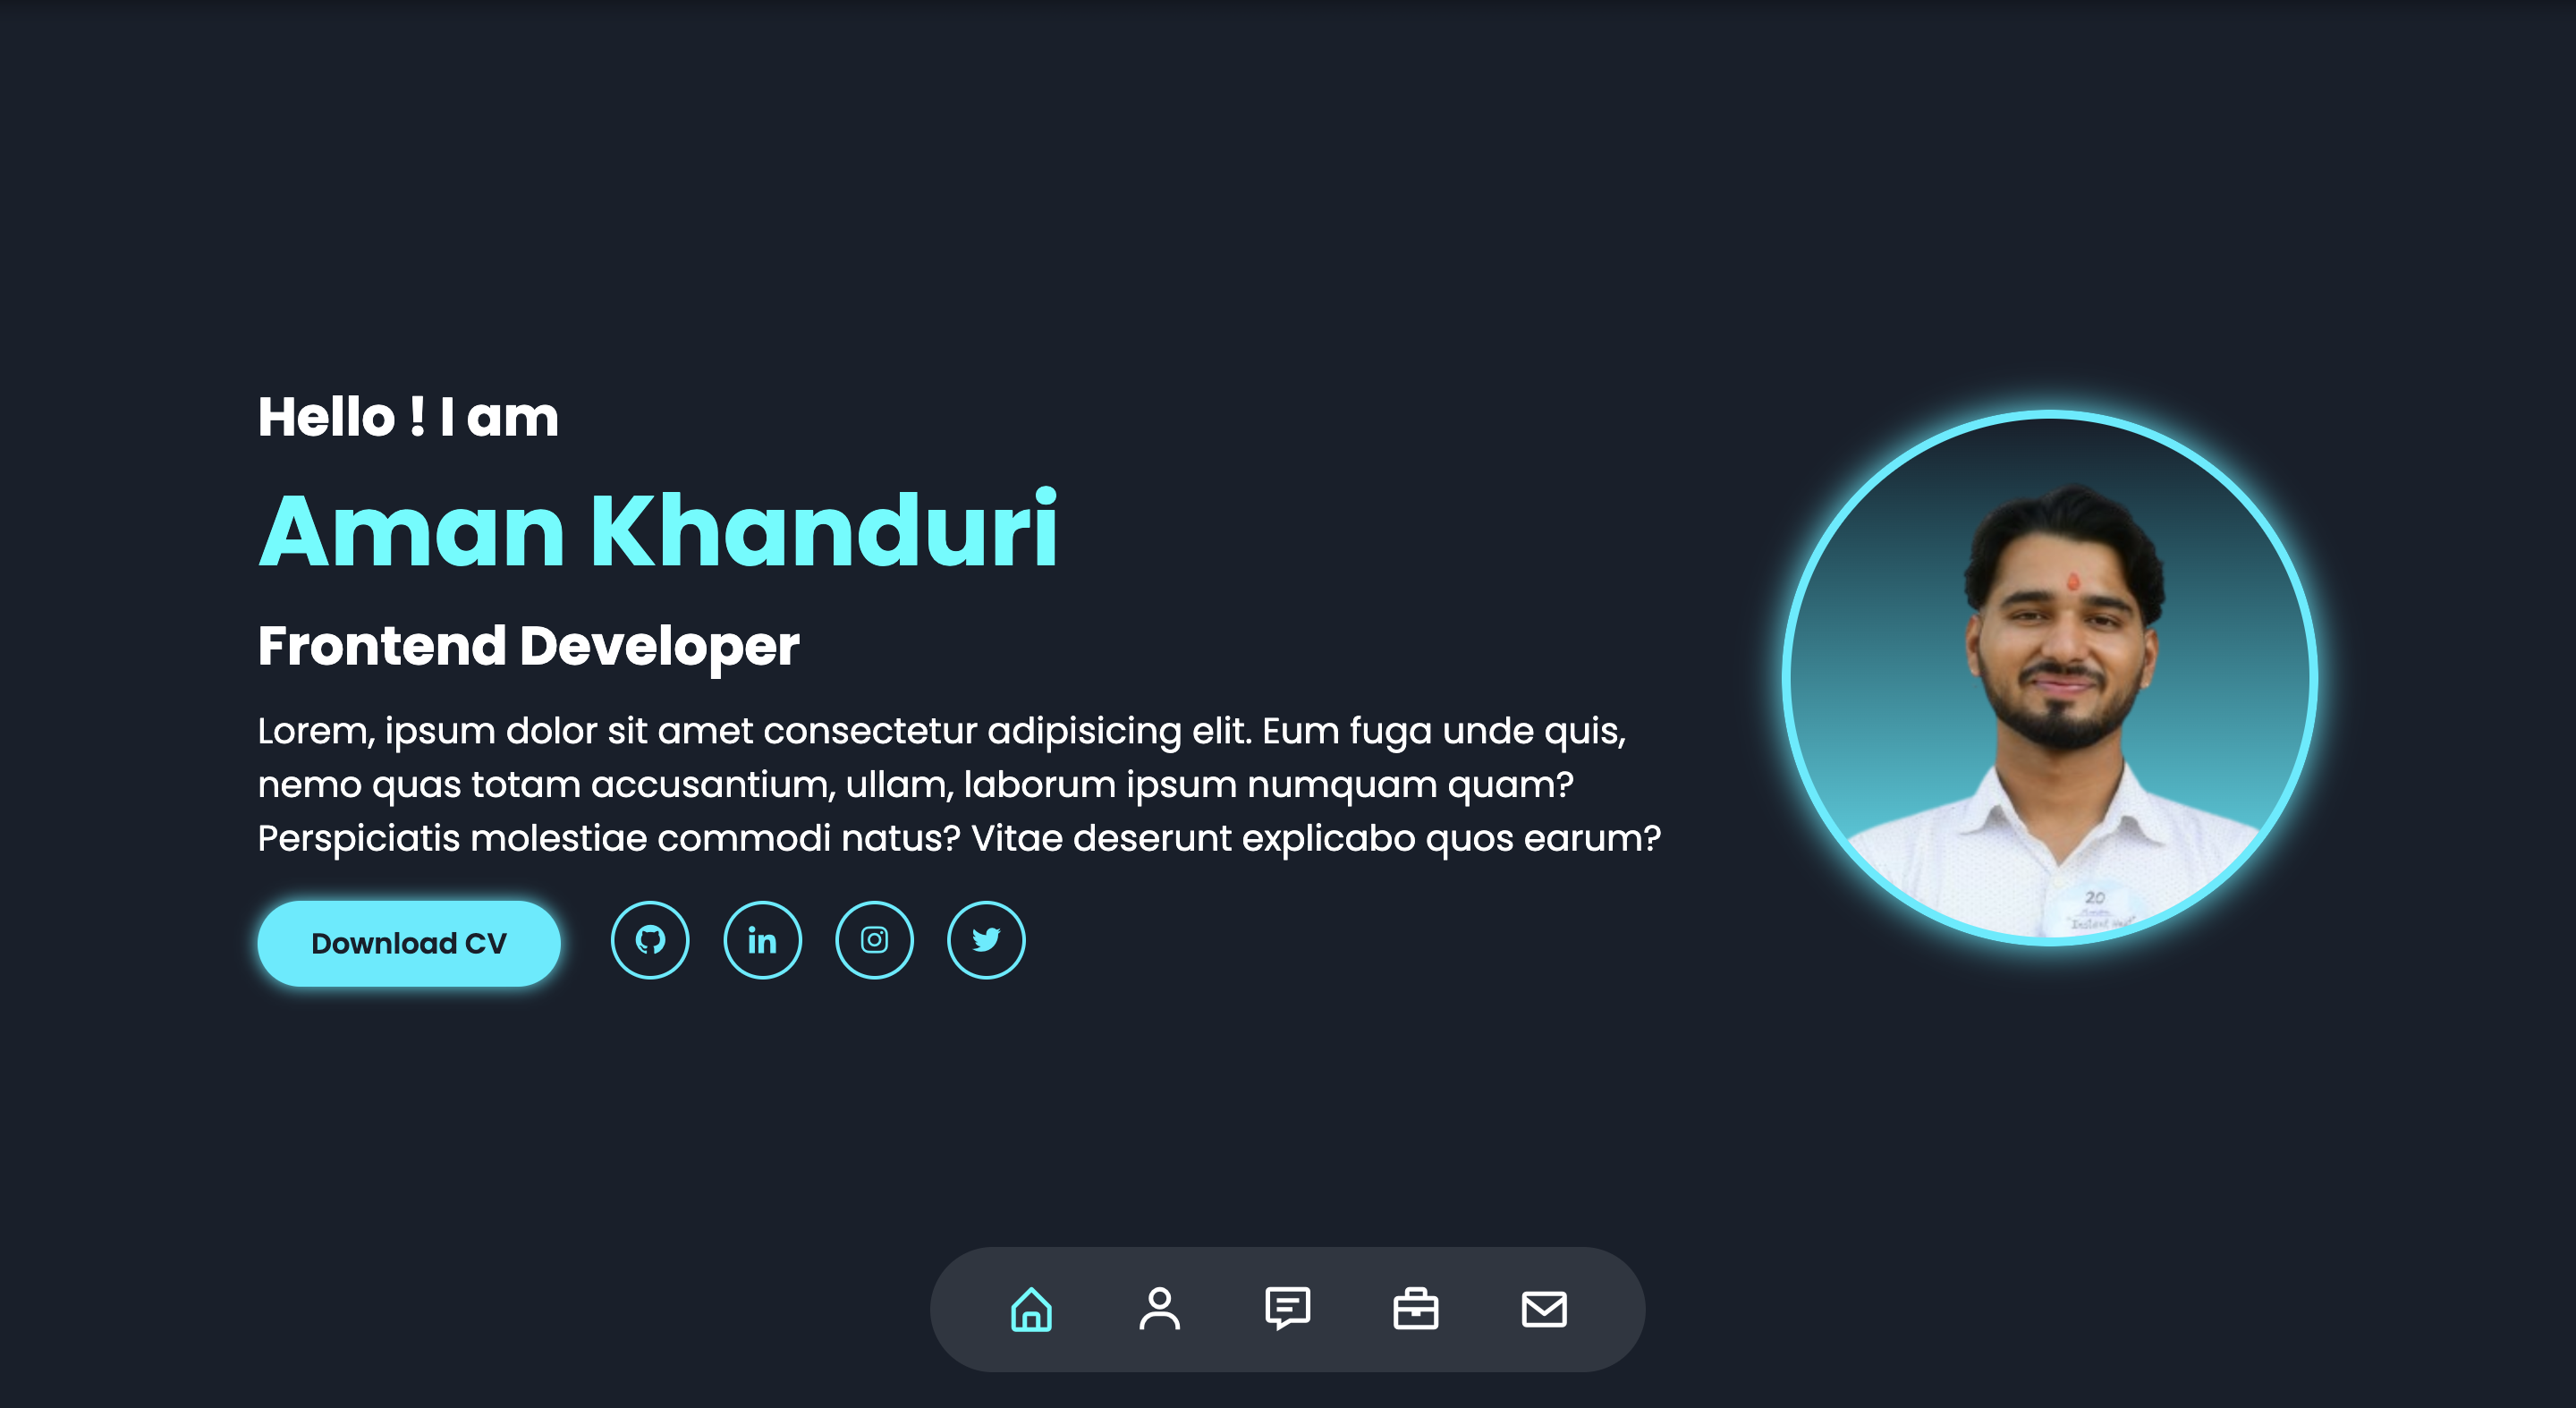 Hello ! I am
Aman Khanduri
Frontend Developer
Lorem, ipsum dolor sit amet consectetur adipisicing elit. Eum fuga unde quis,
nemo quas totam accusantium, ullam, laborum ipsum numquam quam?
Perspiciatis molestiae commodi natus? Vitae deserunt explicabo quos earum?
Download CV
in
20
"Instant